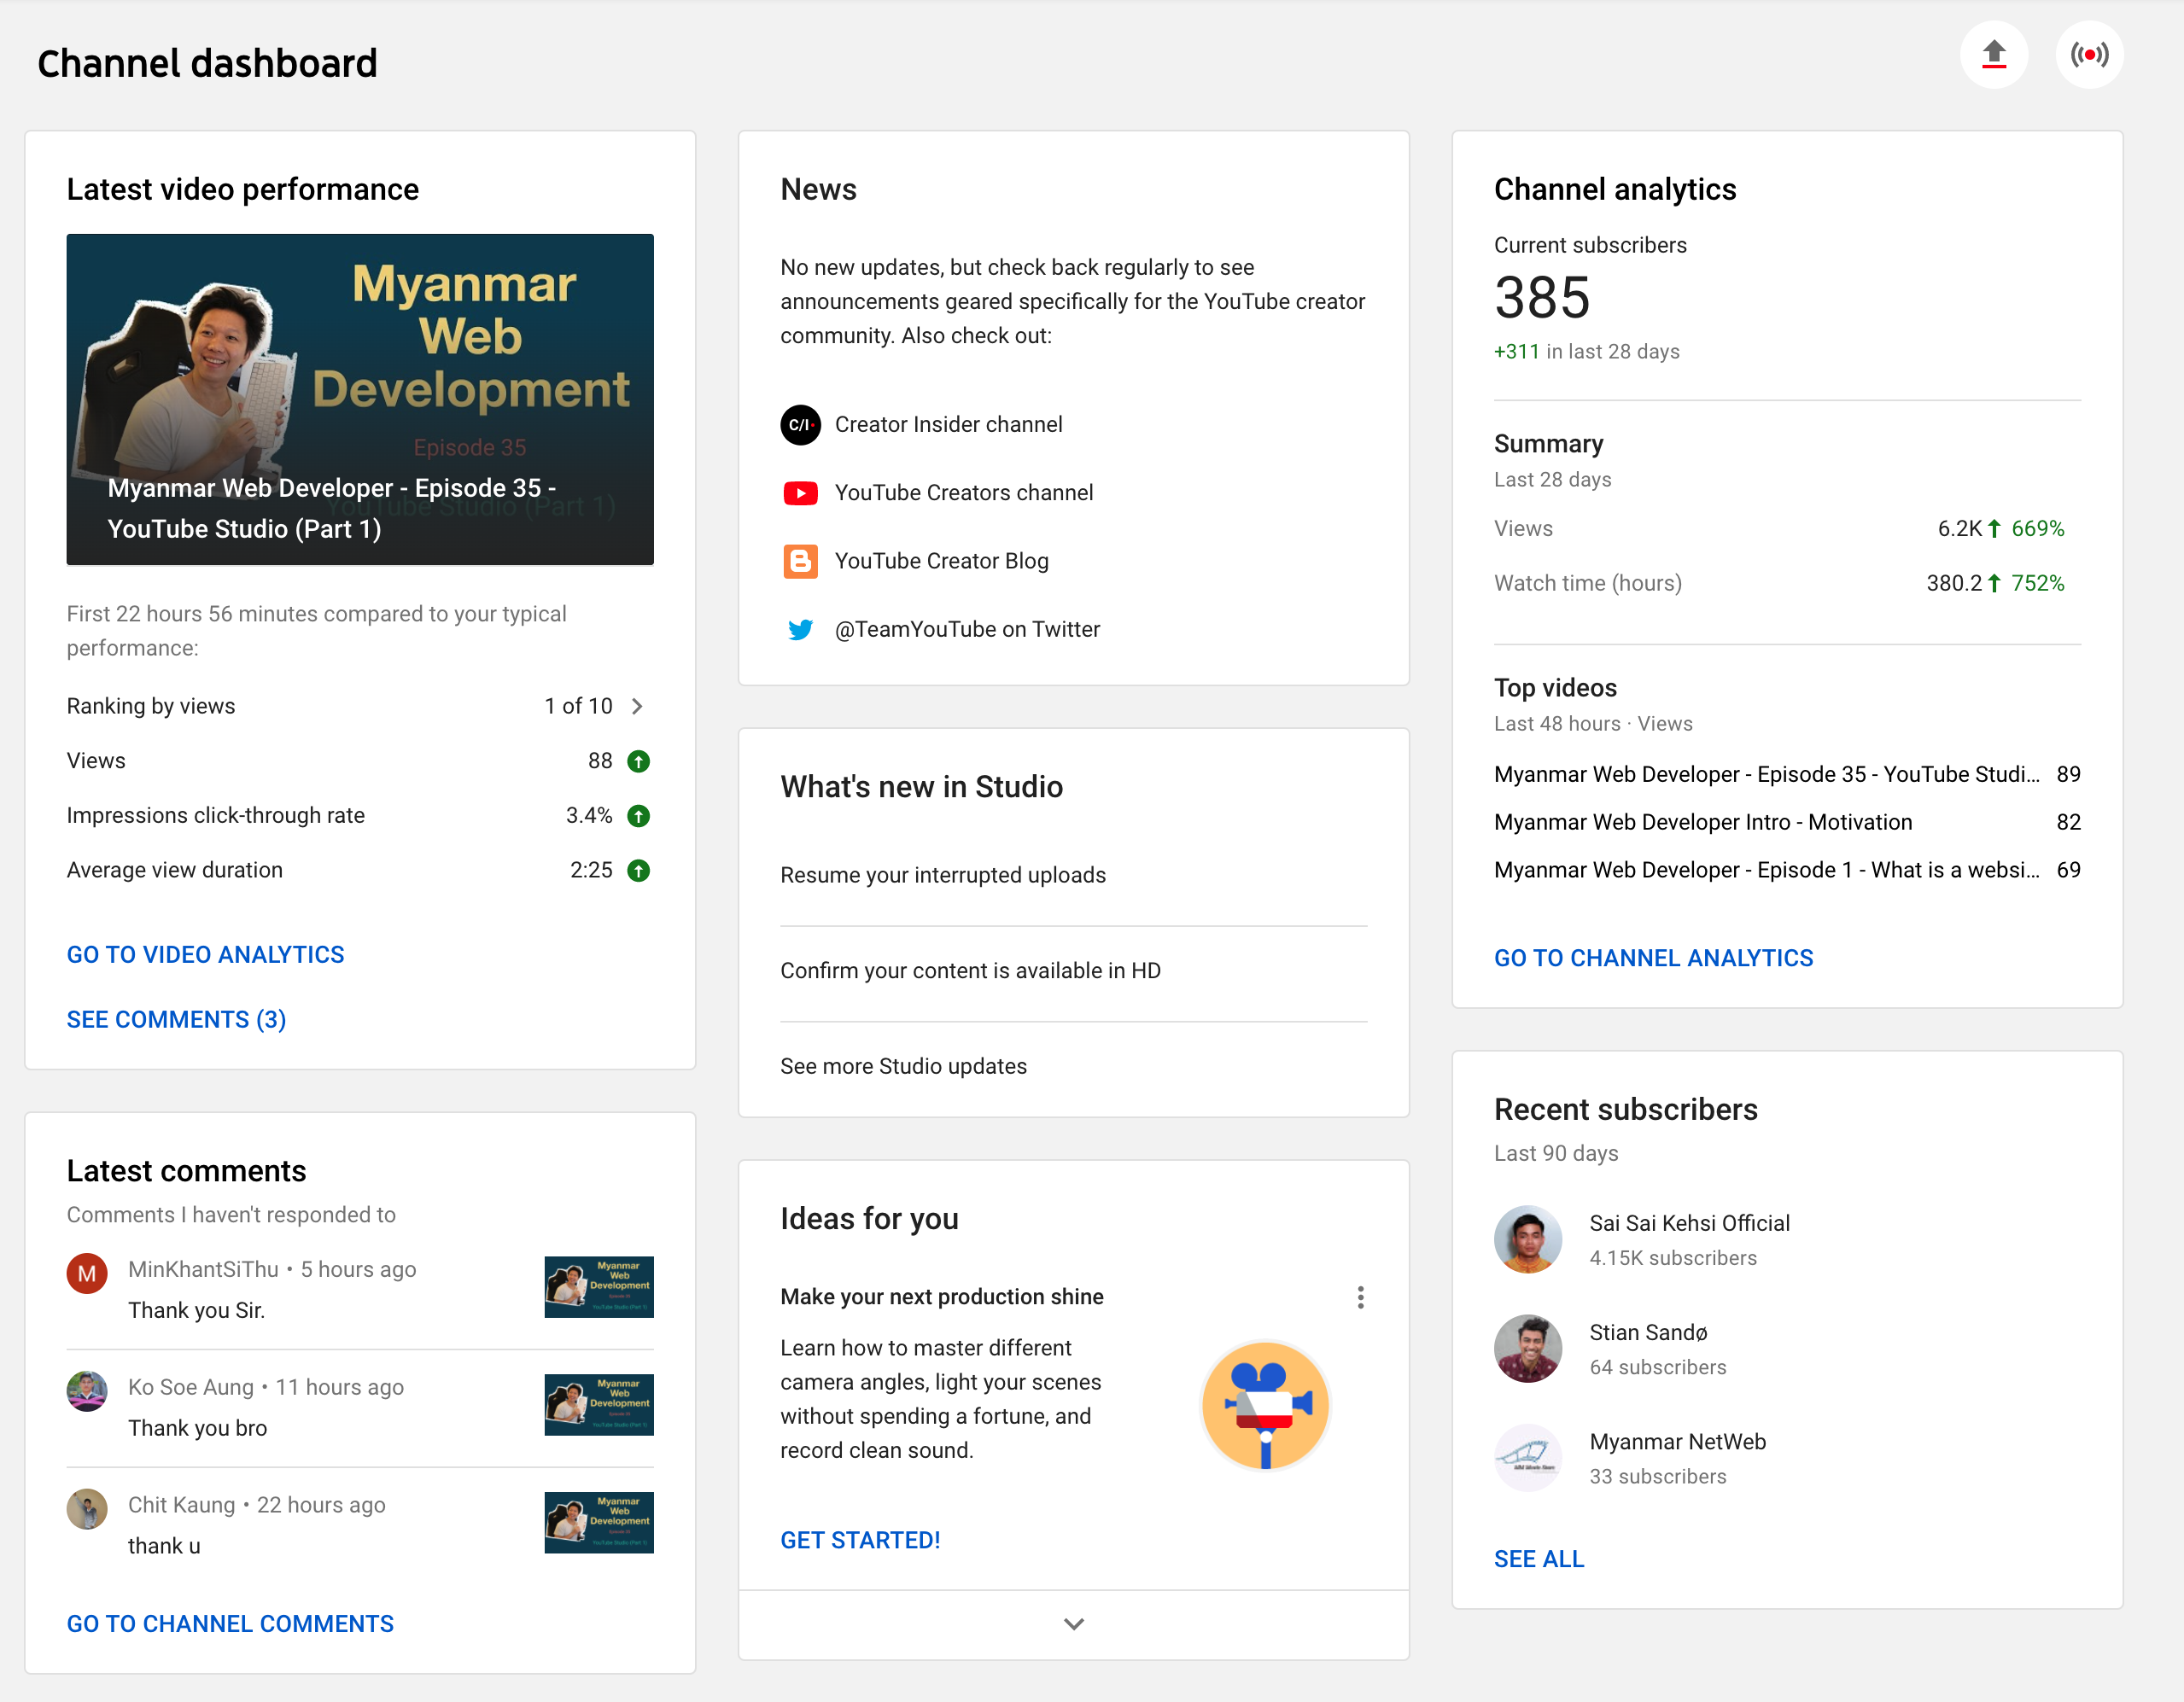 Channel dashboard
Latest video performance
Myanmar
Web
Development
Episode 35
YouTube Studio (Part 1)
Myanmar Web Developer - Episode 35 -
YouTube Studio (Part 1)
First 22 hours 56 minutes compared to your typical
performance:
Ranking by views 1 of 10
Views 88
Impressions click-through rate 3.4%
Average view duration 2:25
GO TO VIDEO ANALYTICS
SEE COMMENTS (3)
Latest comments
Comments I haven't responded to
M
MinKhantSiThu • 5 hours ago
Thank you Sir.
Myanmar
Web
Development
Ko Soe Aung • 11 hours ago
Thank you bro
Myanmar
Web
Development
Chit Kaung • 22 hours ago
thank u
Myanmar
Web
Development
GO TO CHANNEL COMMENTS
News
No new updates, but check back regularly to see
announcements geared specifically for the YouTube creator
community. Also check out:
C/I
Creator Insider channel
YouTube Creators channel
YouTube Creator Blog
@TeamYouTube on Twitter
What's new in Studio
Resume your interrupted uploads
Confirm your content is available in HD
See more Studio updates
Ideas for you
Make your next production shine
Learn how to master different
camera angles, light your scenes
without spending a fortune, and
record clean sound.
GET STARTED!
Channel analytics
Current subscribers
385
+311 in last 28 days
Summary
Last 28 days
Views 6.2K 669%
Watch time (hours) 380.2 752%
Top videos
Last 48 hours · Views
Myanmar Web Developer - Episode 35 - YouTube Studi... 89
Myanmar Web Developer Intro - Motivation 82
Myanmar Web Developer - Episode 1 - What is a websi... 69
GO TO CHANNEL ANALYTICS
Recent subscribers
Last 90 days
Sai Sai Kehsi Official
4.15K subscribers
Stian Sandø
64 subscribers
Myanmar NetWeb
33 subscribers
SEE ALL